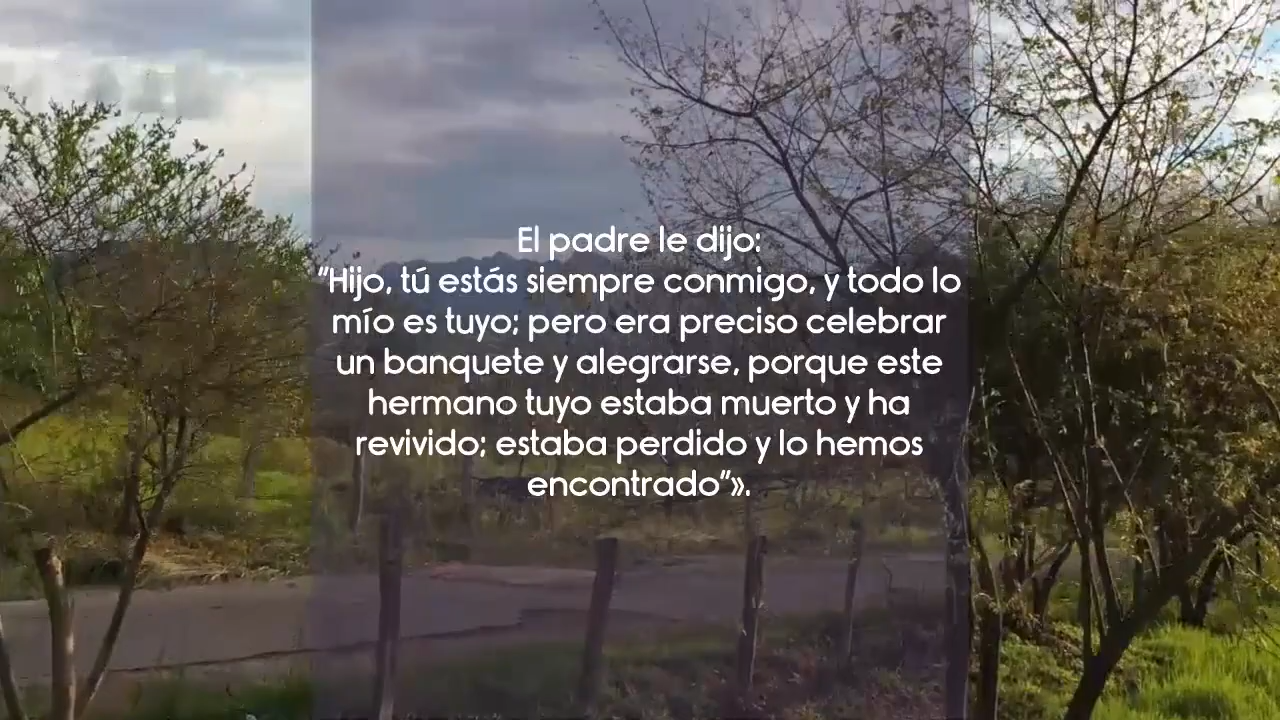 El padre le dijo:
“Hijo, tú estás siempre conmigo, y todo lo
mío es tuyo; pero era preciso celebrar
un banquete y alegrarse, porque este
hermano tuyo estaba muerto y ha
revivido; estaba perdido y lo hemos
encontrado”».